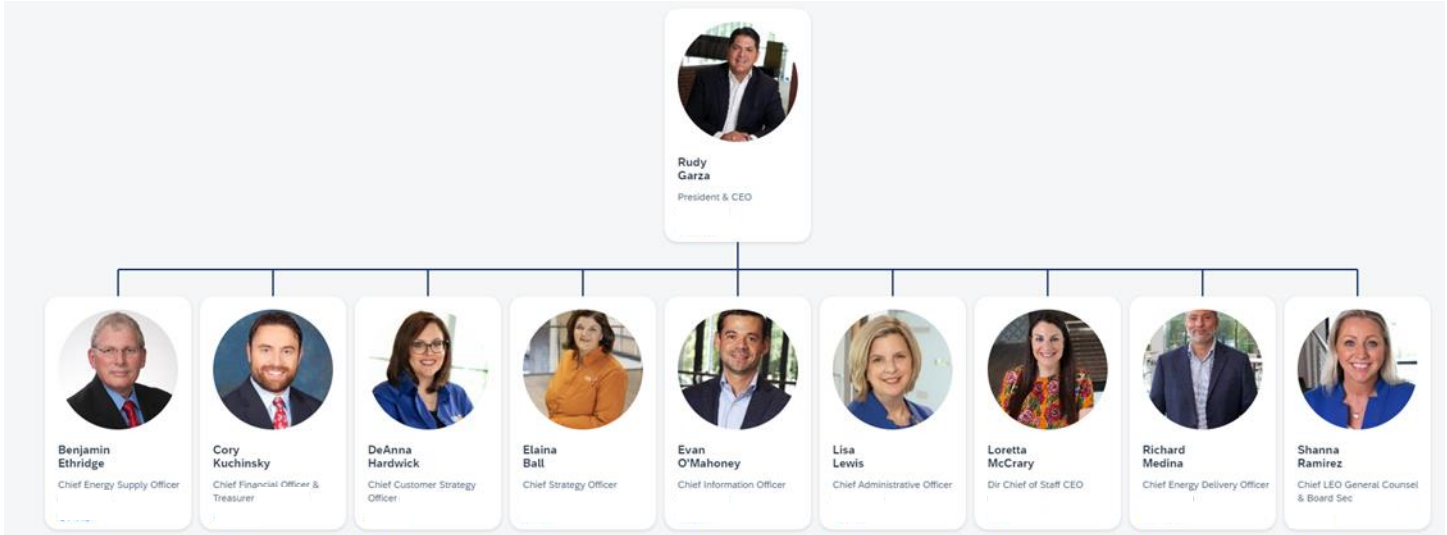 Rudy
Garza
President & CEO
Benjamin
Ethridge
Chief Energy Supply Officer
Cory
Kuchinsky
Chief Financial Officer &
Treasurer
DeAnna
Hardwick
Chief Customer Strategy
Officer
Elaina
Ball
Chief Strategy Officer
Evan
O'Mahoney
Chief Information Officer
Lisa
Lewis
Chief Administrative Officer
Loretta
McCrary
Dir Chief of Staff CEO
Richard
Medina
Chief Energy Delivery Officer
Shanna
Ramirez
Chief LEO General Counsel
& Board Sec